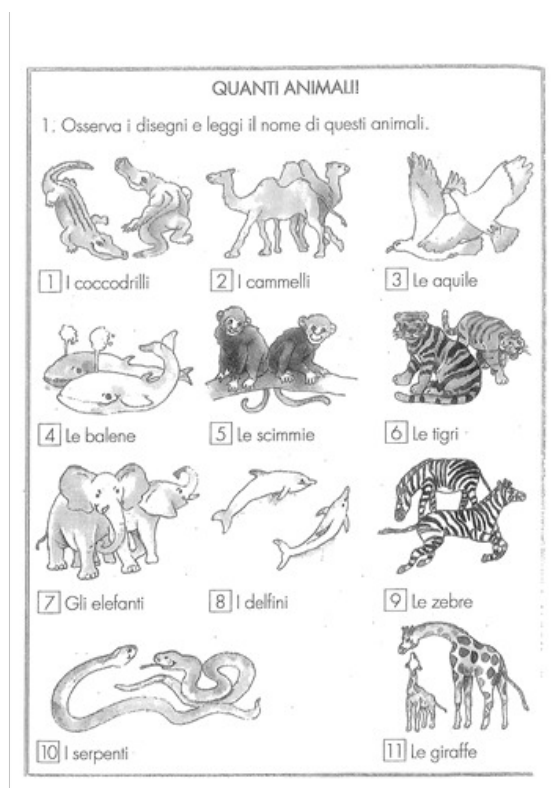 QUANTI ANIMALI!
1. Osserva i disegni e leggi il nome di questi animali.
1 I coccodrilli
2 I cammelli
3 Le aquile
4 Le balene
5 Le scimmie
6 Le tigri
7 Gli elefanti
8 I delfini
9 Le zebre
10 I serpenti
11 Le giraffe